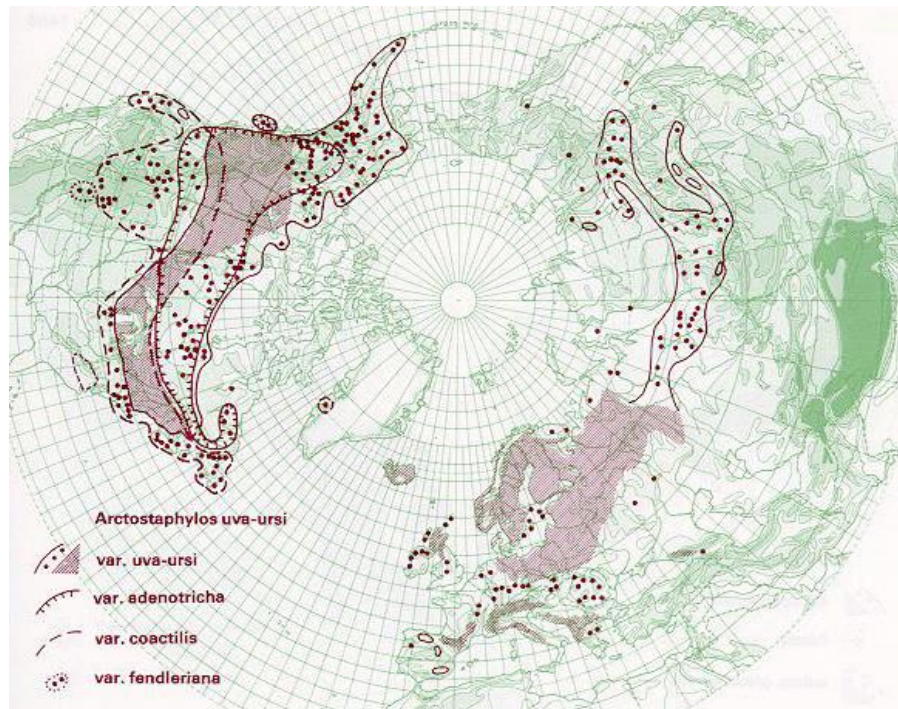 Arctostaphylos uva-ursi
var. uva-ursi
var. adenotricha
var. coactilis
var. fendleriana